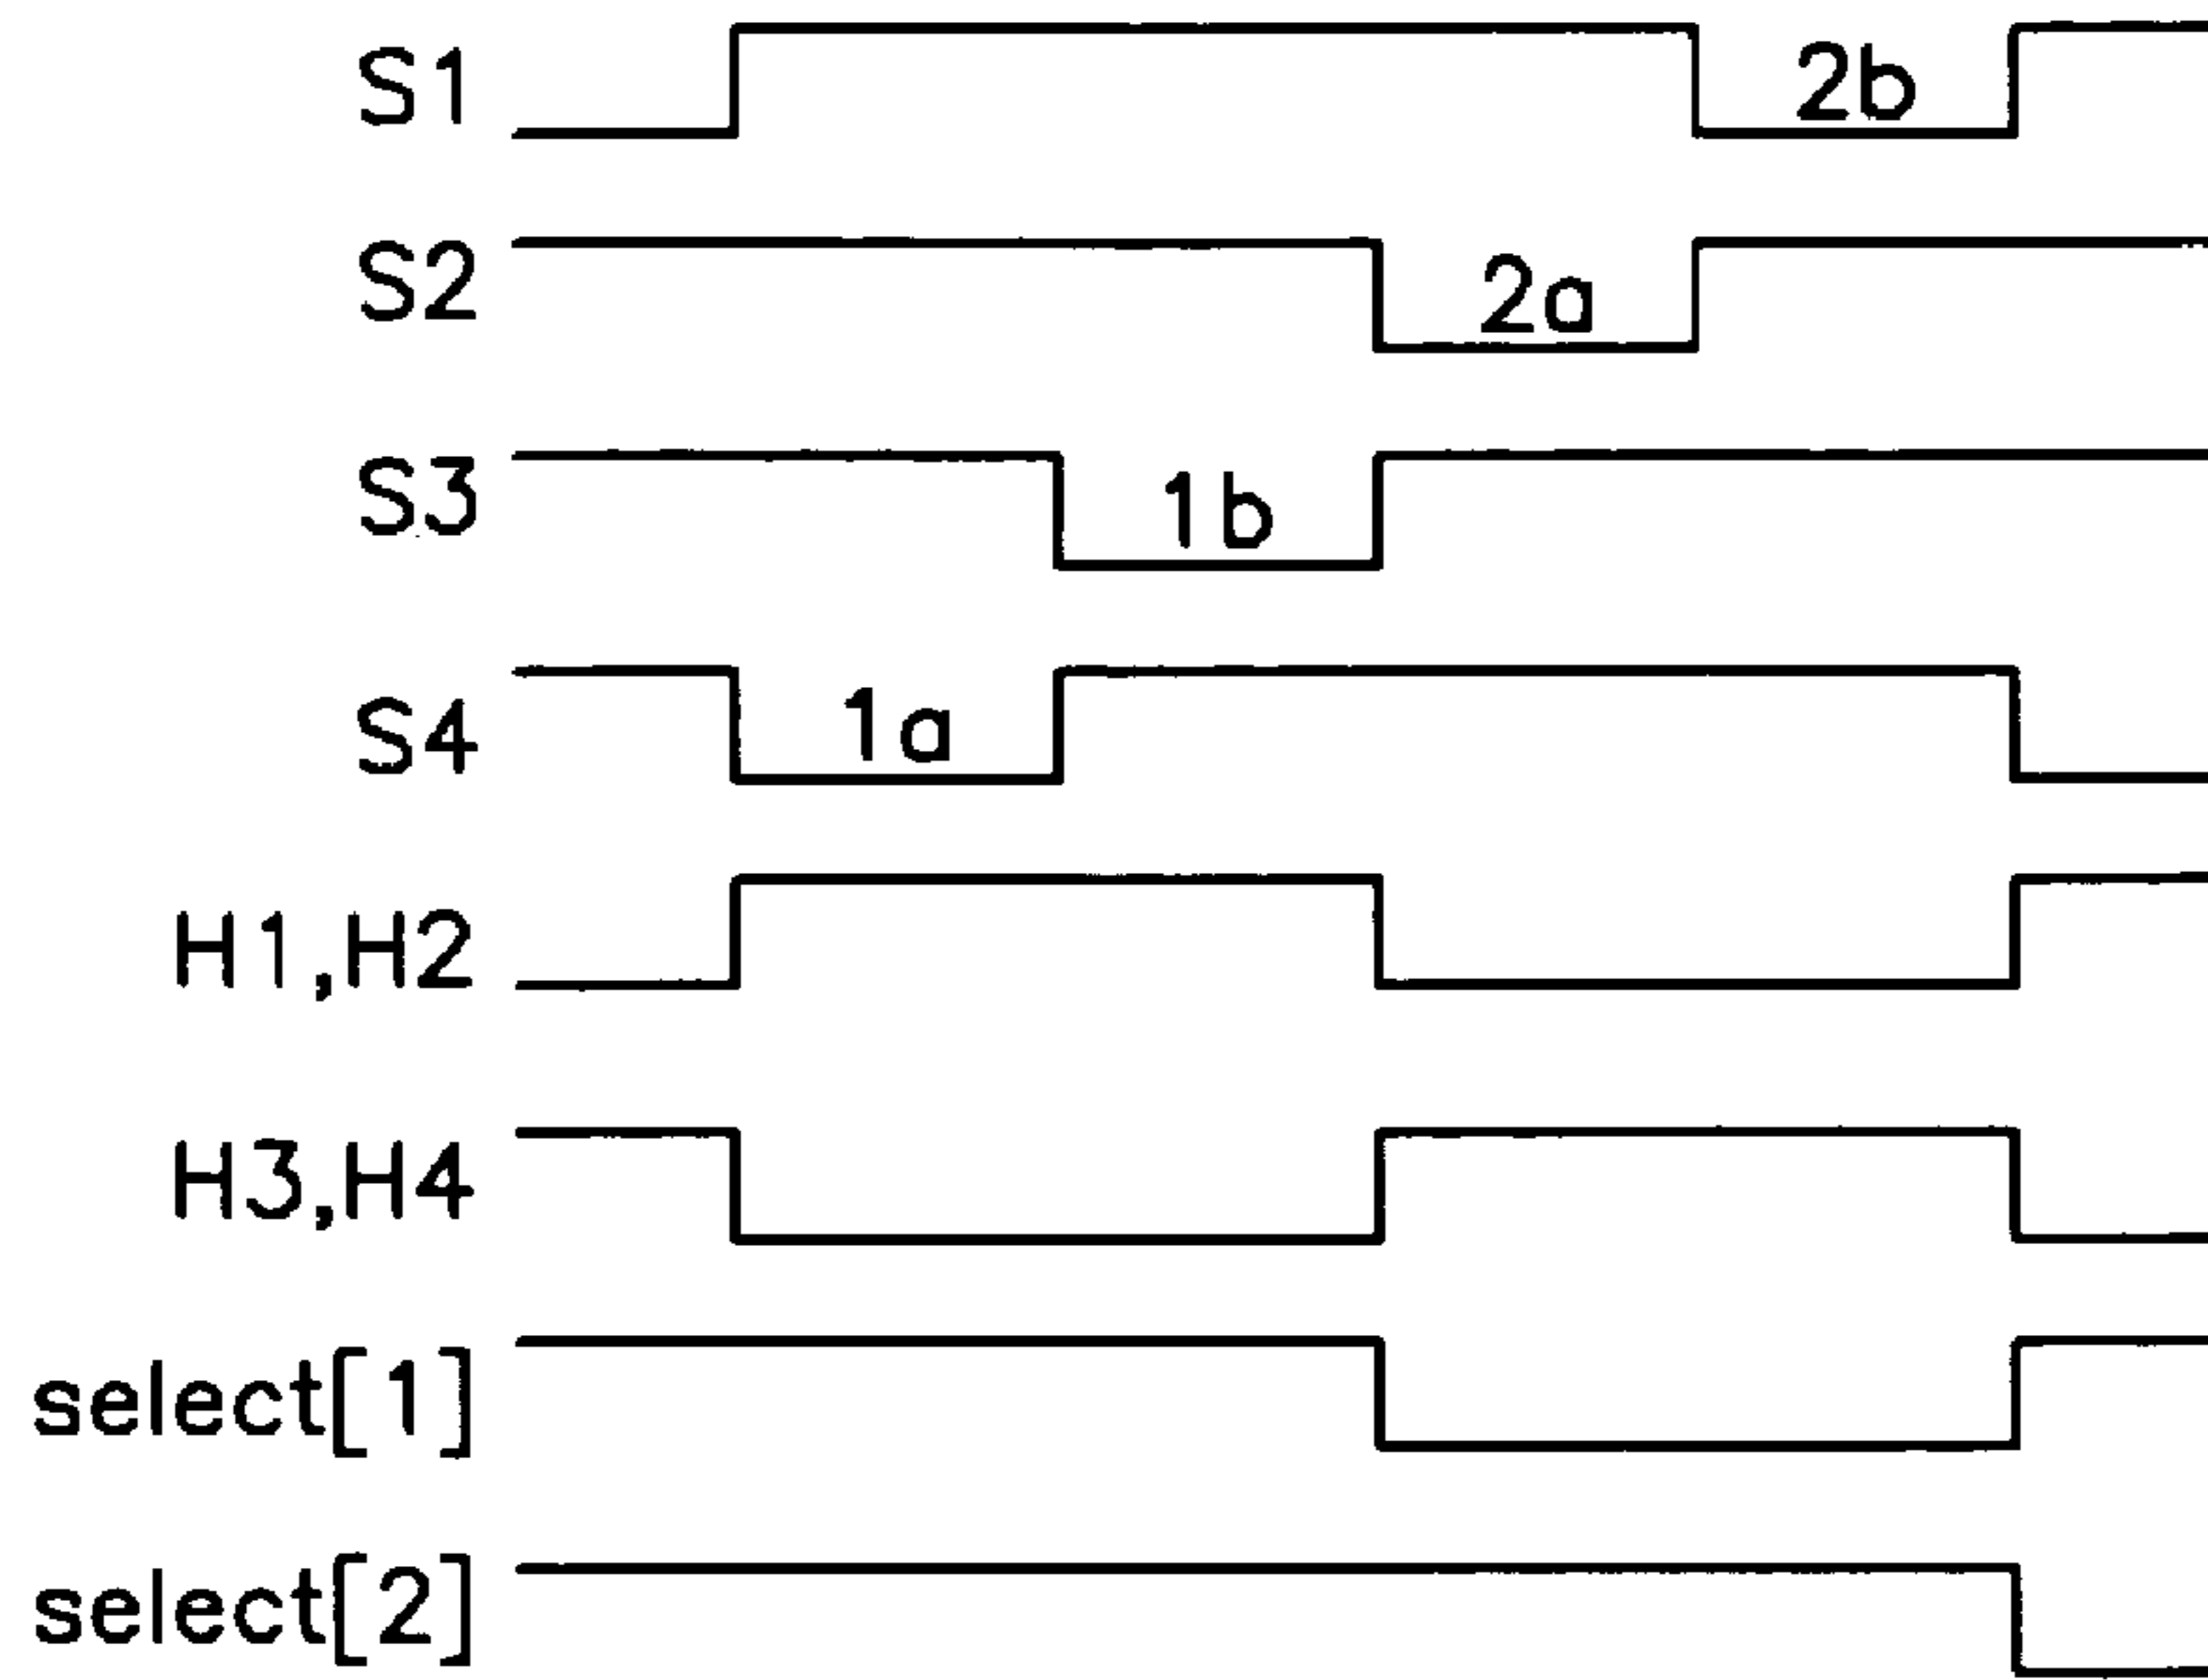 S1 2b
S2 2a
S3 1b
S4 1a
H1,H2
H3,H4
select[1]
select[2]